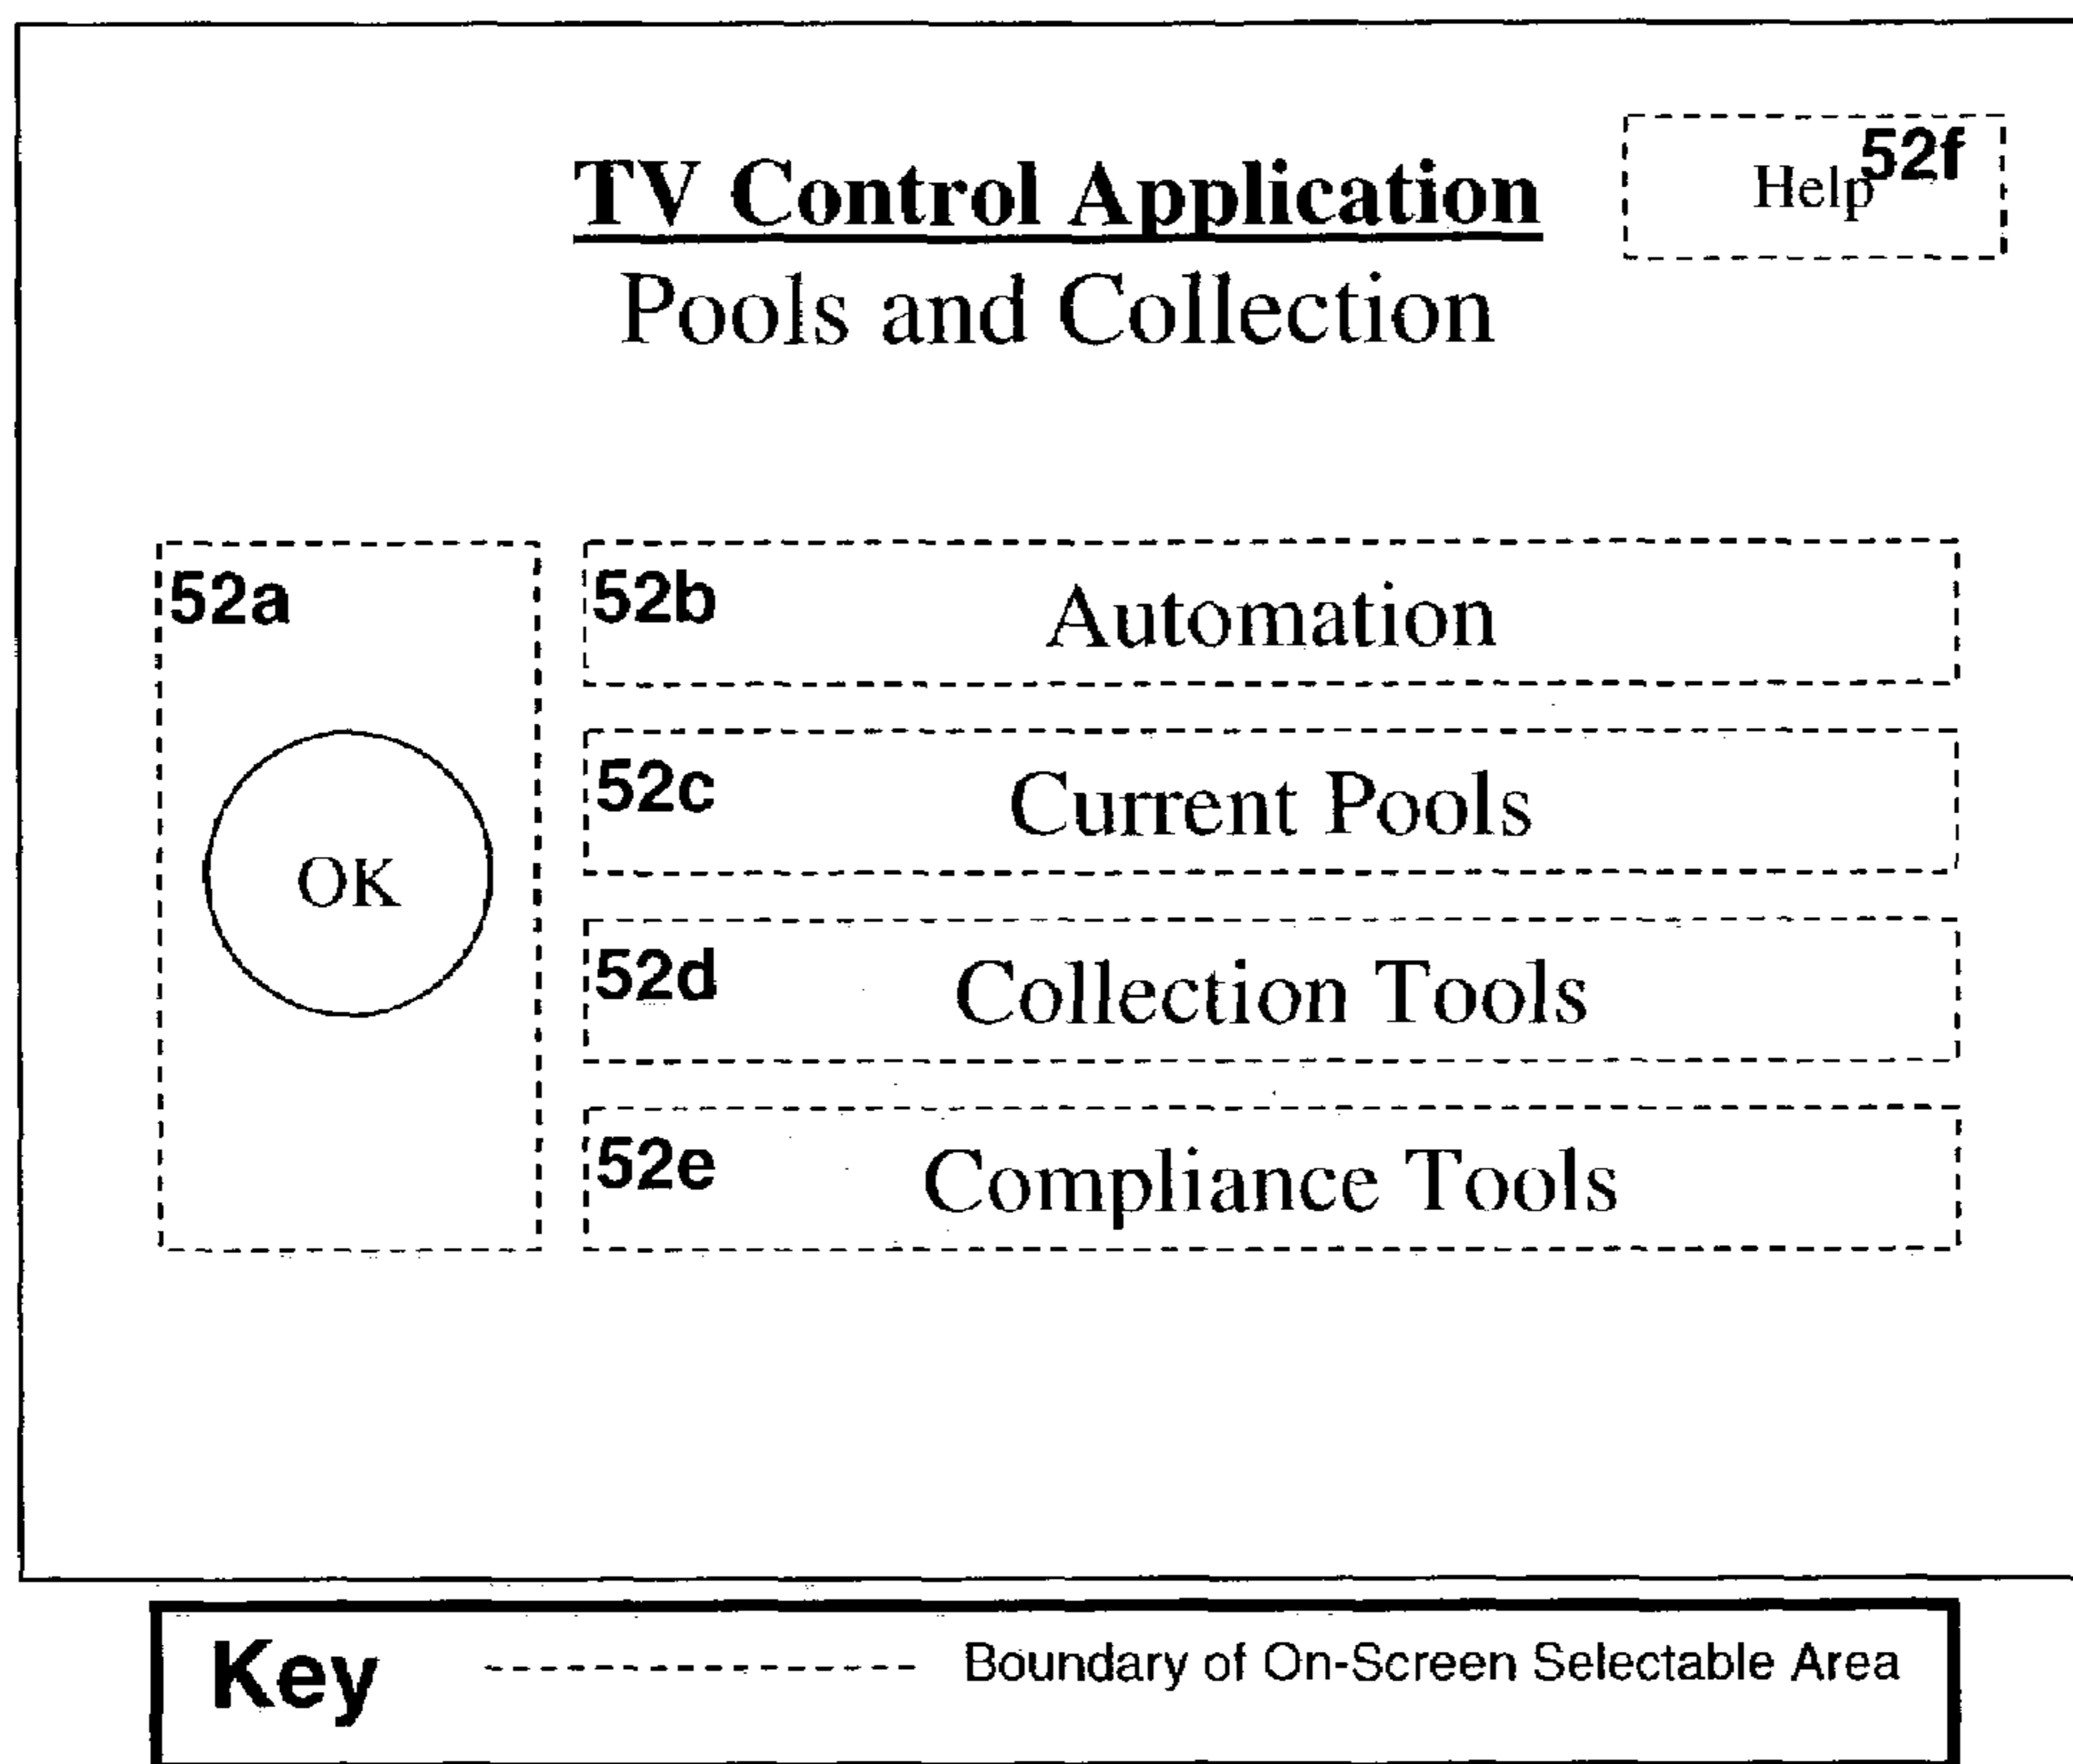 TV Control Application
Help 52f
Pools and Collection
52a
OK
52b Automation
52c Current Pools
52d Collection Tools
52e Compliance Tools
Key ---------------- Boundary of On-Screen Selectable Area